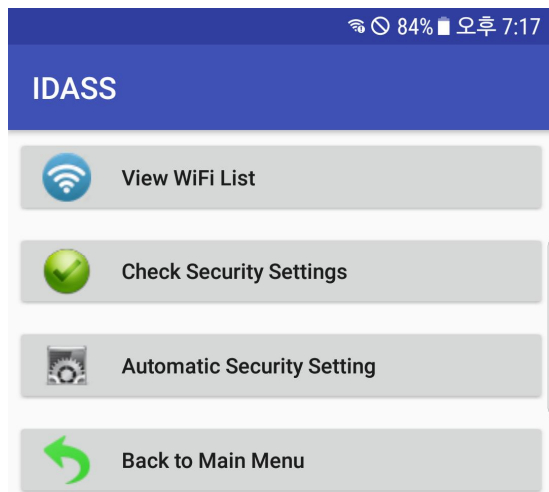 84% 오후 7:17
IDASS
View WiFi List
Check Security Settings
Automatic Security Setting
Back to Main Menu